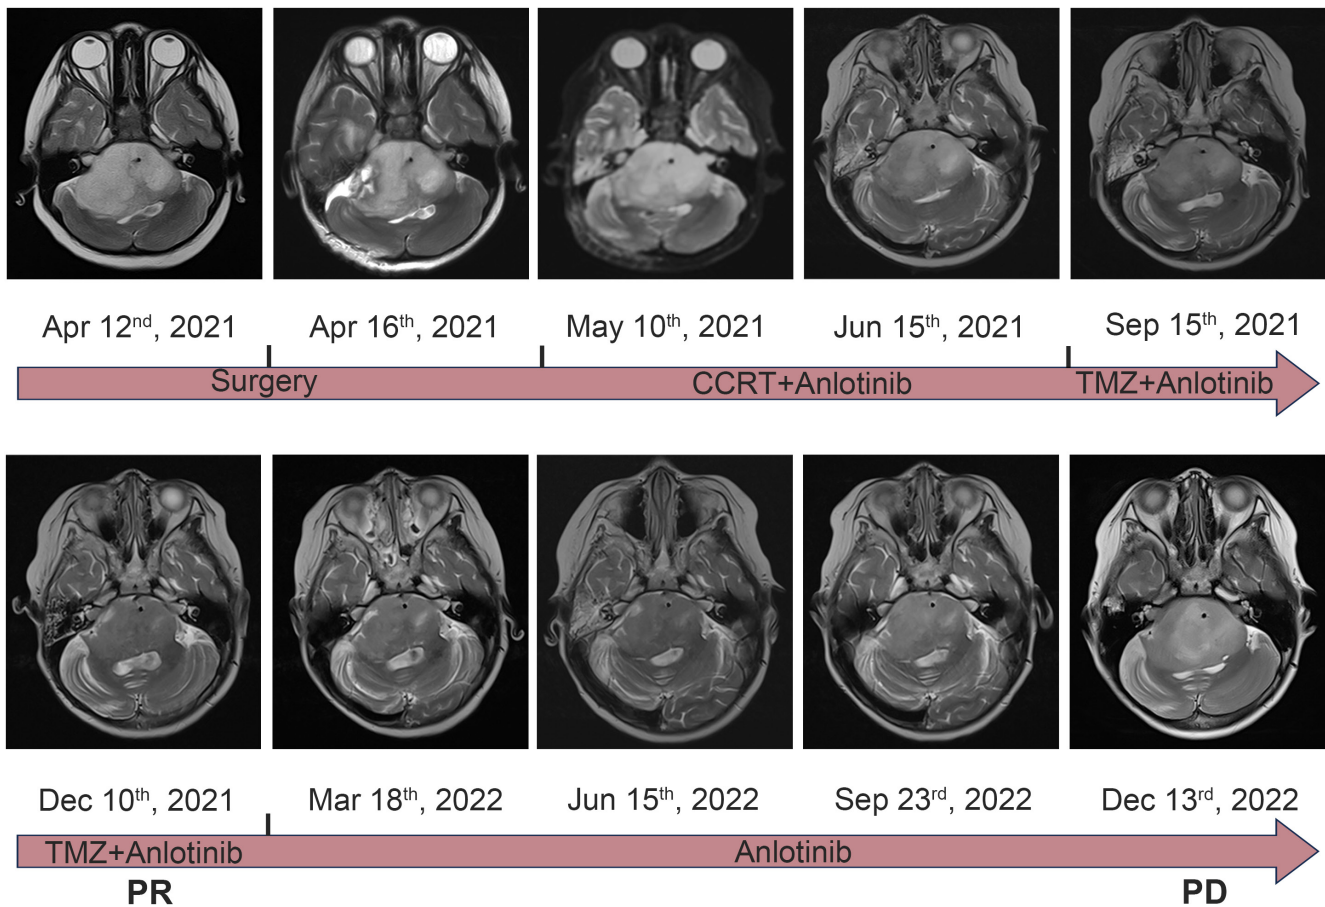 Apr 12nd, 2021 Apr 16th, 2021 May 10th, 2021 Jun 15th, 2021 Sep 15th, 2021
Surgery CCRT+Anlotinib TMZ+Anlotinib
Dec 10th, 2021 Mar 18th, 2022 Jun 15th, 2022 Sep 23rd, 2022 Dec 13rd, 2022
TMZ+Anlotinib Anlotinib
PR PD